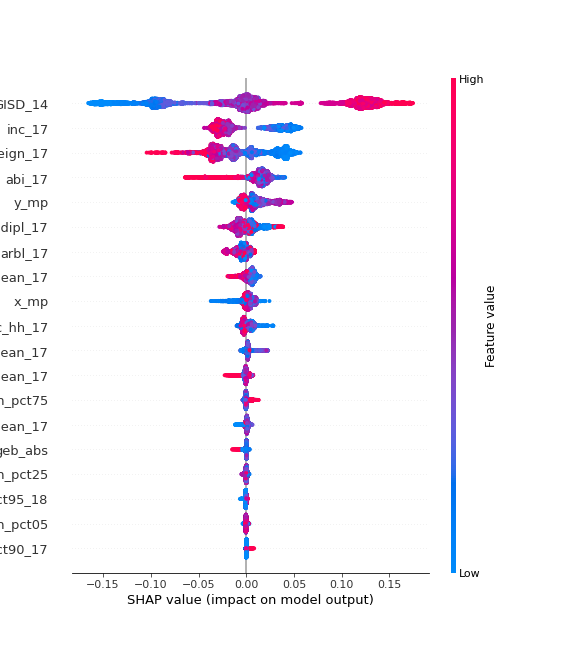 High
GISD_14
inc_17
eign_17
abi_17
y_mp
dipl_17
arbl_17
ean_17
x_mp
c_hh_17
ean_17
ean_17
n_pct75
ean_17
geb_abs
n_pct25
ct95_18
n_pct05
ct90_17
Low
Feature value
−0.15 −0.10 −0.05 0.00 0.05 0.10 0.15
SHAP value (impact on model output)